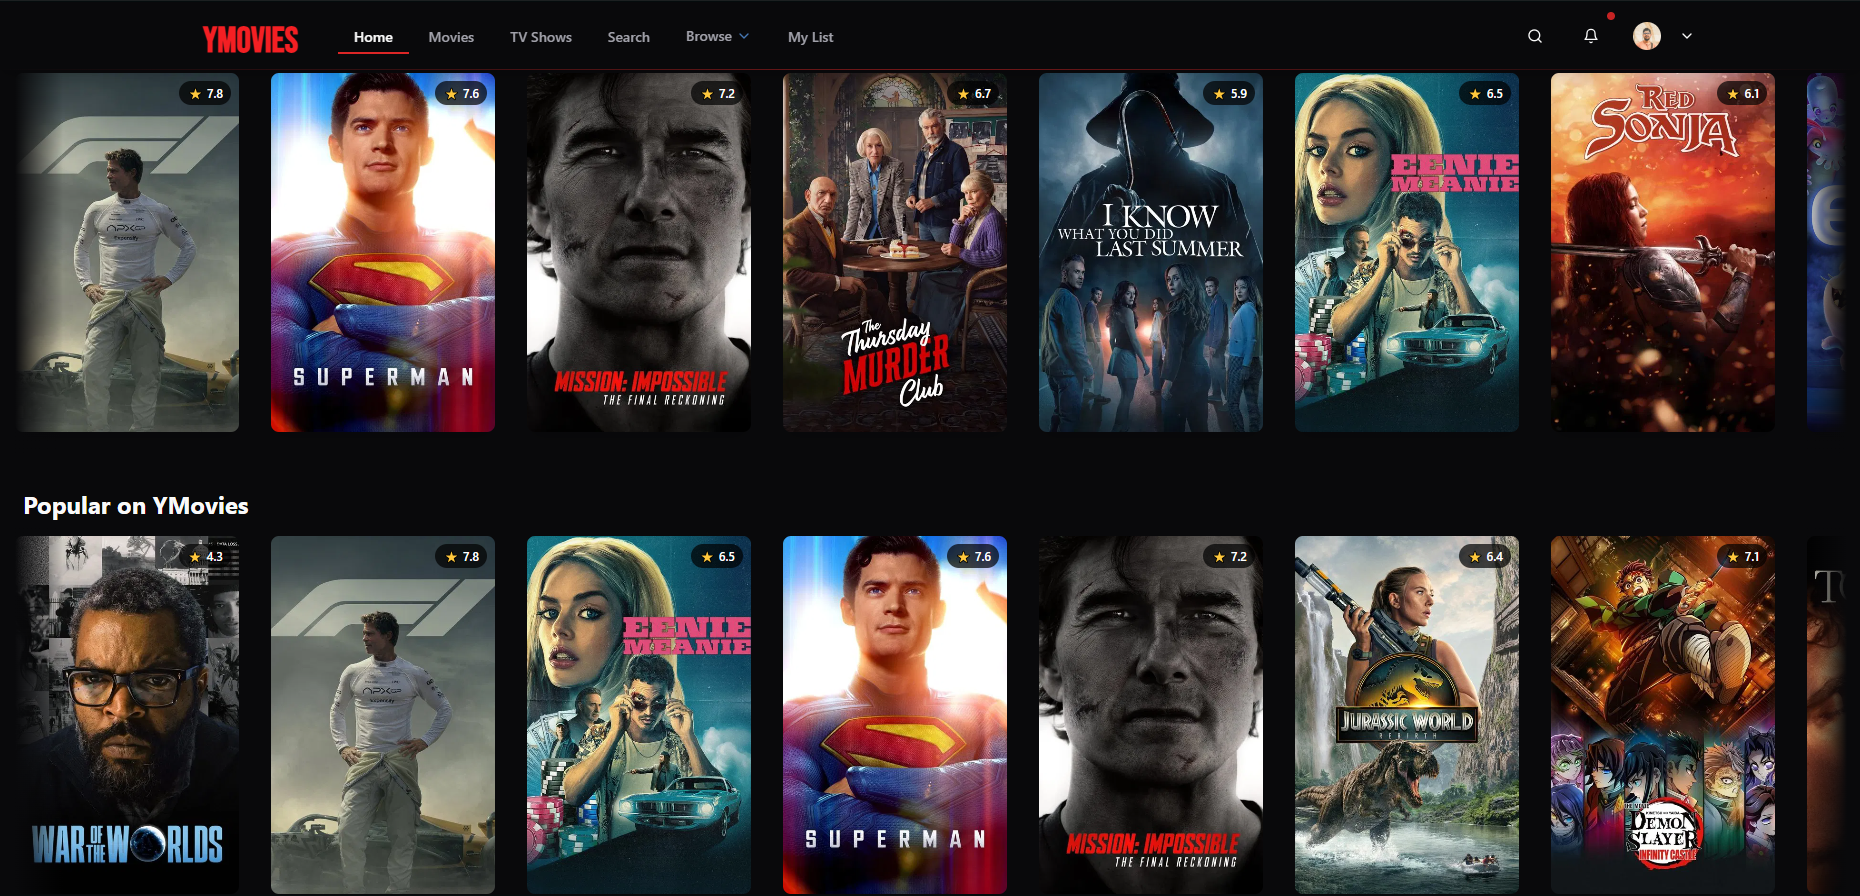 YMOVIES
Home
Movies
TV Shows
Search
Browse
My List
7.8
7.6
SUPERMAN
7.2
MISSION: IMPOSSIBLE
THE FINAL RECKONING
6.7
The
Thursday
MURDER
Club
5.9
I KNOW
WHAT YOU DID
LAST SUMMER
6.5
EENIE
MEANIE
6.1
RED
SONJA
Popular on YMovies
4.3
WAR OF THE WORLDS
7.8
6.5
EENIE
MEANIE
7.6
SUPERMAN
7.2
MISSION: IMPOSSIBLE
THE FINAL RECKONING
6.4
JURASSIC WORLD
REBIRTH
7.1
DEMON
SLAYER
INFINITY CASTLE